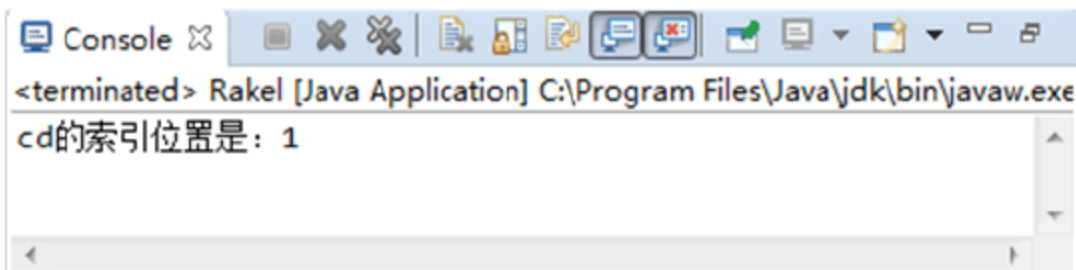 Console
<terminated> Rakel [Java Application] C:\Program Files\Java\jdk\bin\javaw.exe
cd的索引位置是：1